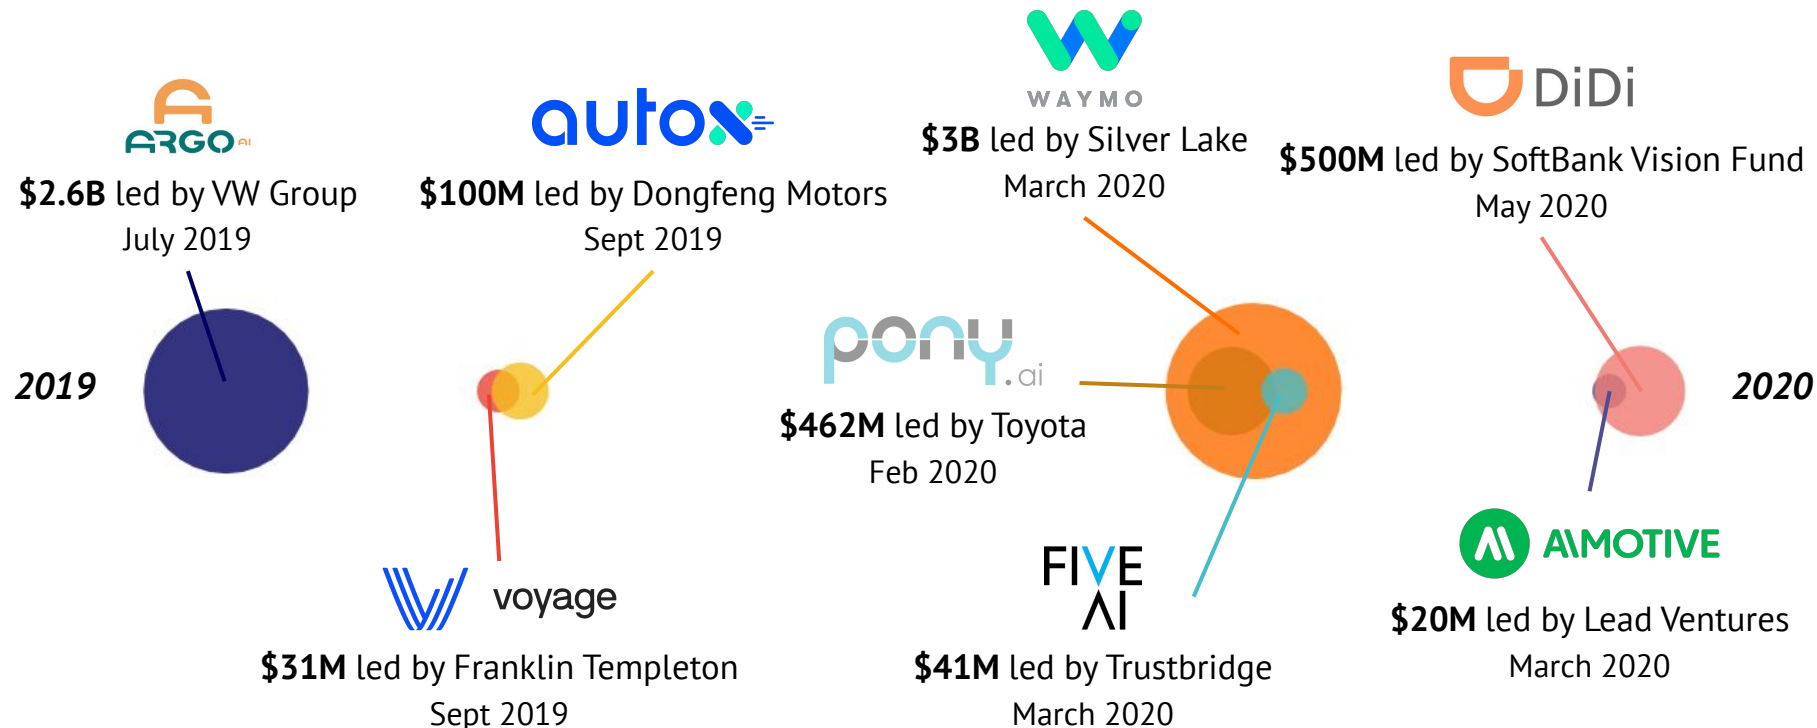 ARGO AI
$2.6B led by VW Group
July 2019
autox
$100M led by Dongfeng Motors
Sept 2019
WAYMO
$3B led by Silver Lake
March 2020
DiDi
$500M led by SoftBank Vision Fund
May 2020
2019
pony.ai
$462M led by Toyota
Feb 2020
2020
voyage
$31M led by Franklin Templeton
Sept 2019
FIVE
AI
$41M led by Trustbridge
March 2020
AIMOTIVE
$20M led by Lead Ventures
March 2020